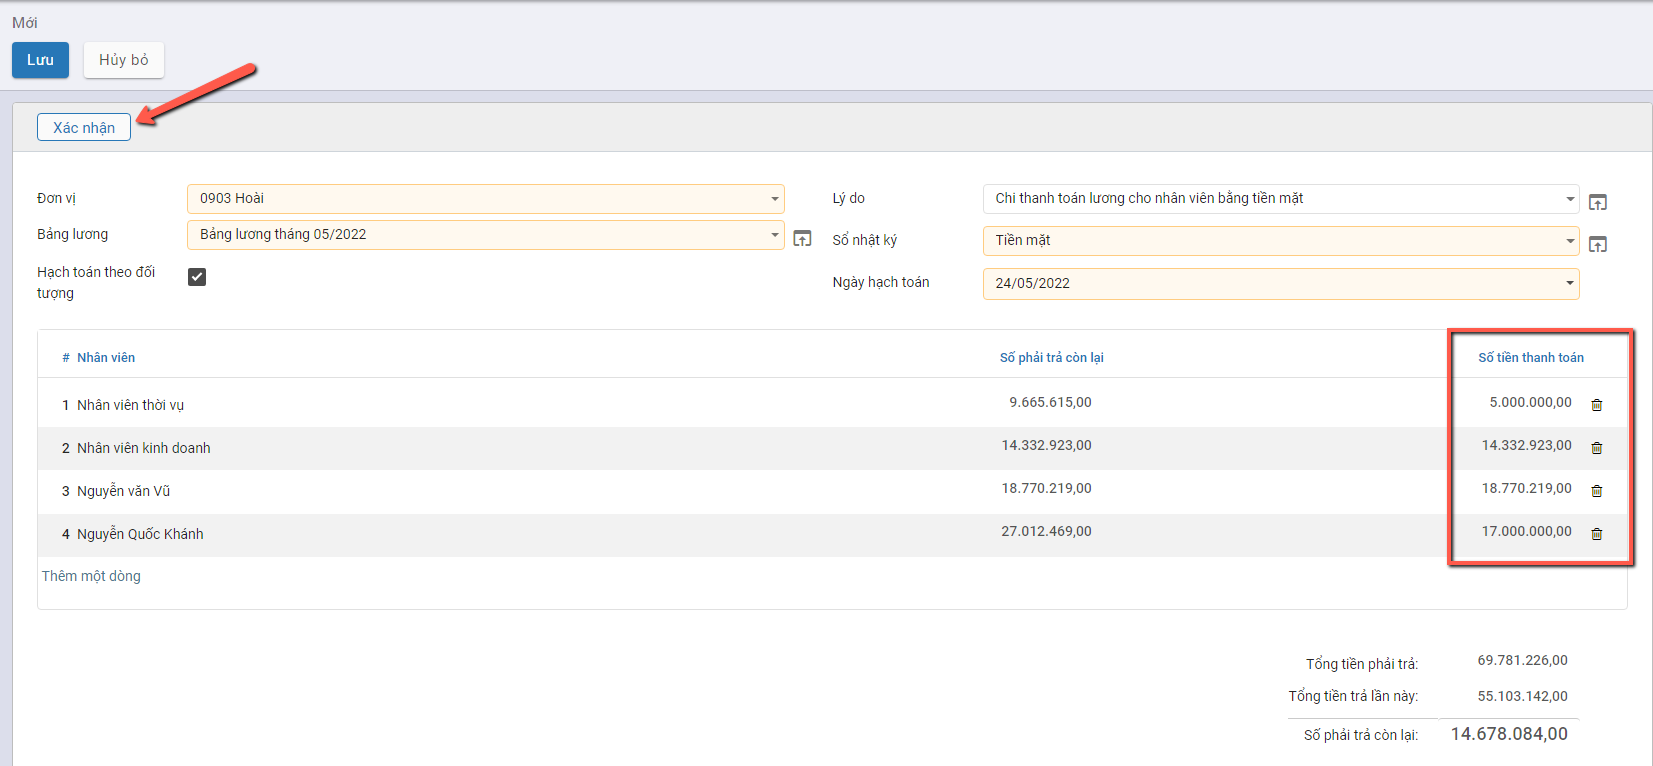 Mới
Lưu Hủy bỏ
Xác nhận
Đơn vị 0903 Hoài Lý do Chi thanh toán lương cho nhân viên bằng tiền mặt
Bảng lương Bảng lương tháng 05/2022 Sổ nhật ký Tiền mặt
Hạch toán theo đối tượng Ngày hạch toán 24/05/2022
# Nhân viên Số phải trả còn lại Số tiền thanh toán
1 Nhân viên thời vụ 9.665.615,00 5.000.000,00
2 Nhân viên kinh doanh 14.332.923,00 14.332.923,00
3 Nguyễn văn Vũ 18.770.219,00 18.770.219,00
4 Nguyễn Quốc Khánh 27.012.469,00 17.000.000,00
Thêm một dòng
Tổng tiền phải trả: 69.781.226,00
Tổng tiền trả lần này: 55.103.142,00
Số phải trả còn lại: 14.678.084,00